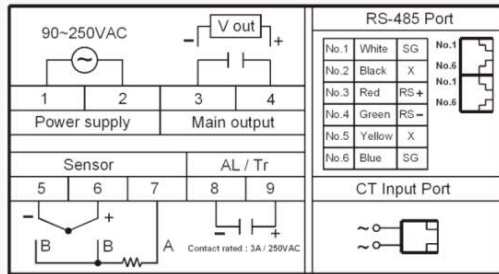 90~250VAC
V out
- +
1 2 3 4
Power supply Main output
Sensor AL / Tr
5 6 7 8 9
- + - +
B B A
Contact rated : 3A / 250VAC
RS-485 Port
No.1 White SG
No.2 Black X
No.3 Red RS+
No.4 Green RS-
No.5 Yellow X
No.6 Blue SG
No.1
No.6
No.1
No.6
CT Input Port
~
~